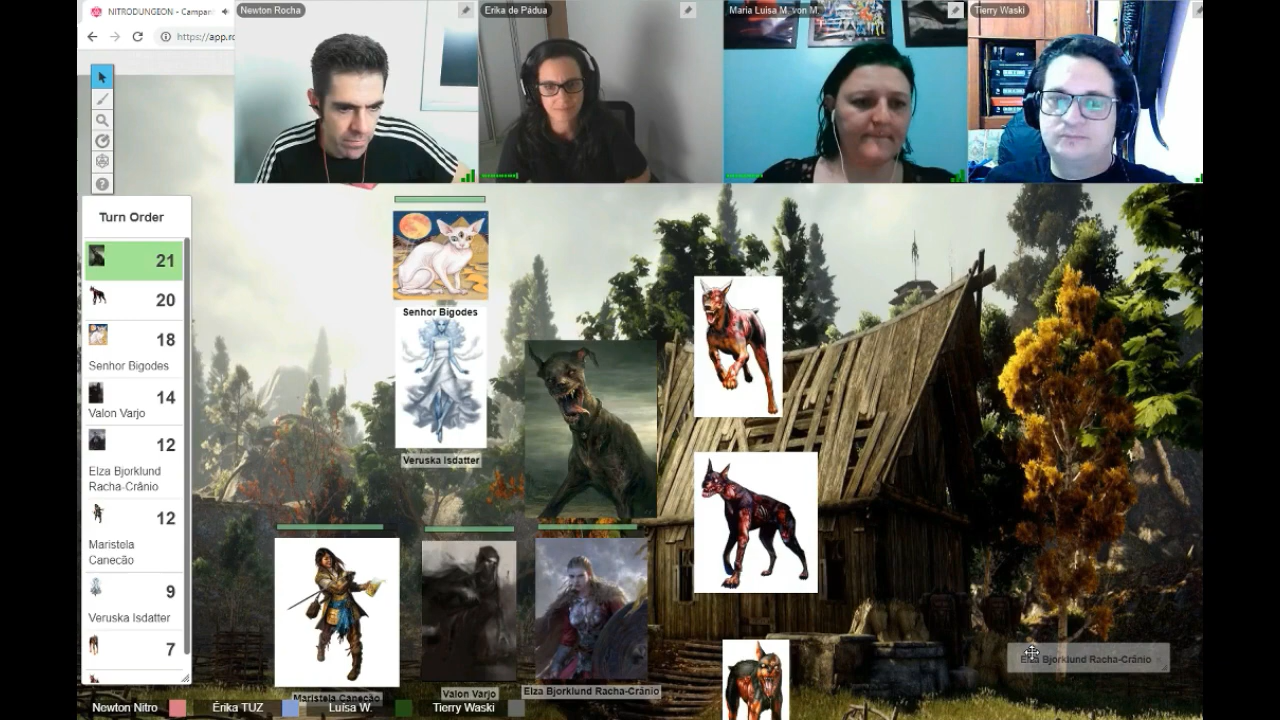 NITRODUNGEON - Campan
https://app.ro
Newton Rocha
Erika de Pádua
Maria Luisa M. von M.
Tierry Waski
Turn Order
21
20
18
Senhor Bigodes
14
Valon Varjo
12
Elza Bjorklund
Racha-Crânio
12
Maristela
Canecão
9
Veruska Isdatter
7
Senhor Bigodes
Veruska Isdatter
Maristela Canecão
Valon Varjo
Elza Bjorklund Racha-Crânio
Elza Bjorklund Racha-Crânio
Newton Nitro
Érika TUZ
Luísa W.
Tierry Waski